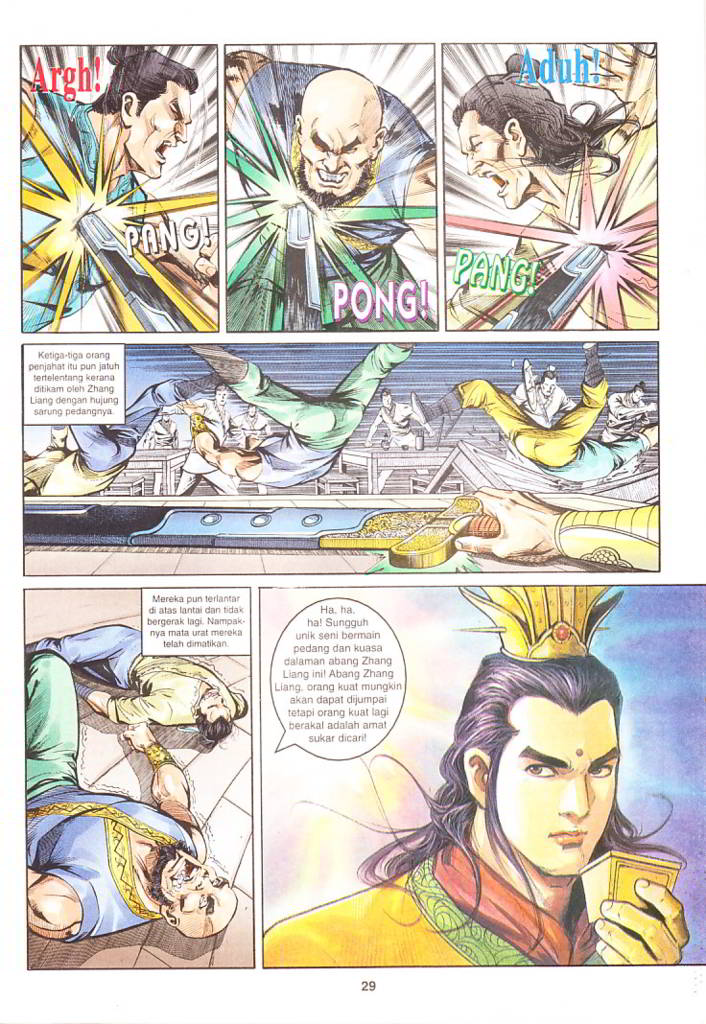 Argh!
PANG!
PONG!
Aduh!
PANG!
Ketiga-tiga orang
penjahat itu pun jatuh
tertelentang kerana
ditikam oleh Zhang
Liang dengan hujung
sarung pedangnya.
Mereka pun terlantar
di atas lantai dan tidak
bergerak lagi. Nampak-
nya mata urat mereka
telah dimatikan.
Ha, ha,
ha! Sungguh
unik seni bermain
pedang dan kuasa
dalaman abang Zhang
Liang ini! Abang Zhang
Liang, orang kuat mungkin
akan dapat dijumpai
tetapi orang kuat lagi
berakal adalah amat
sukar dicari!
29